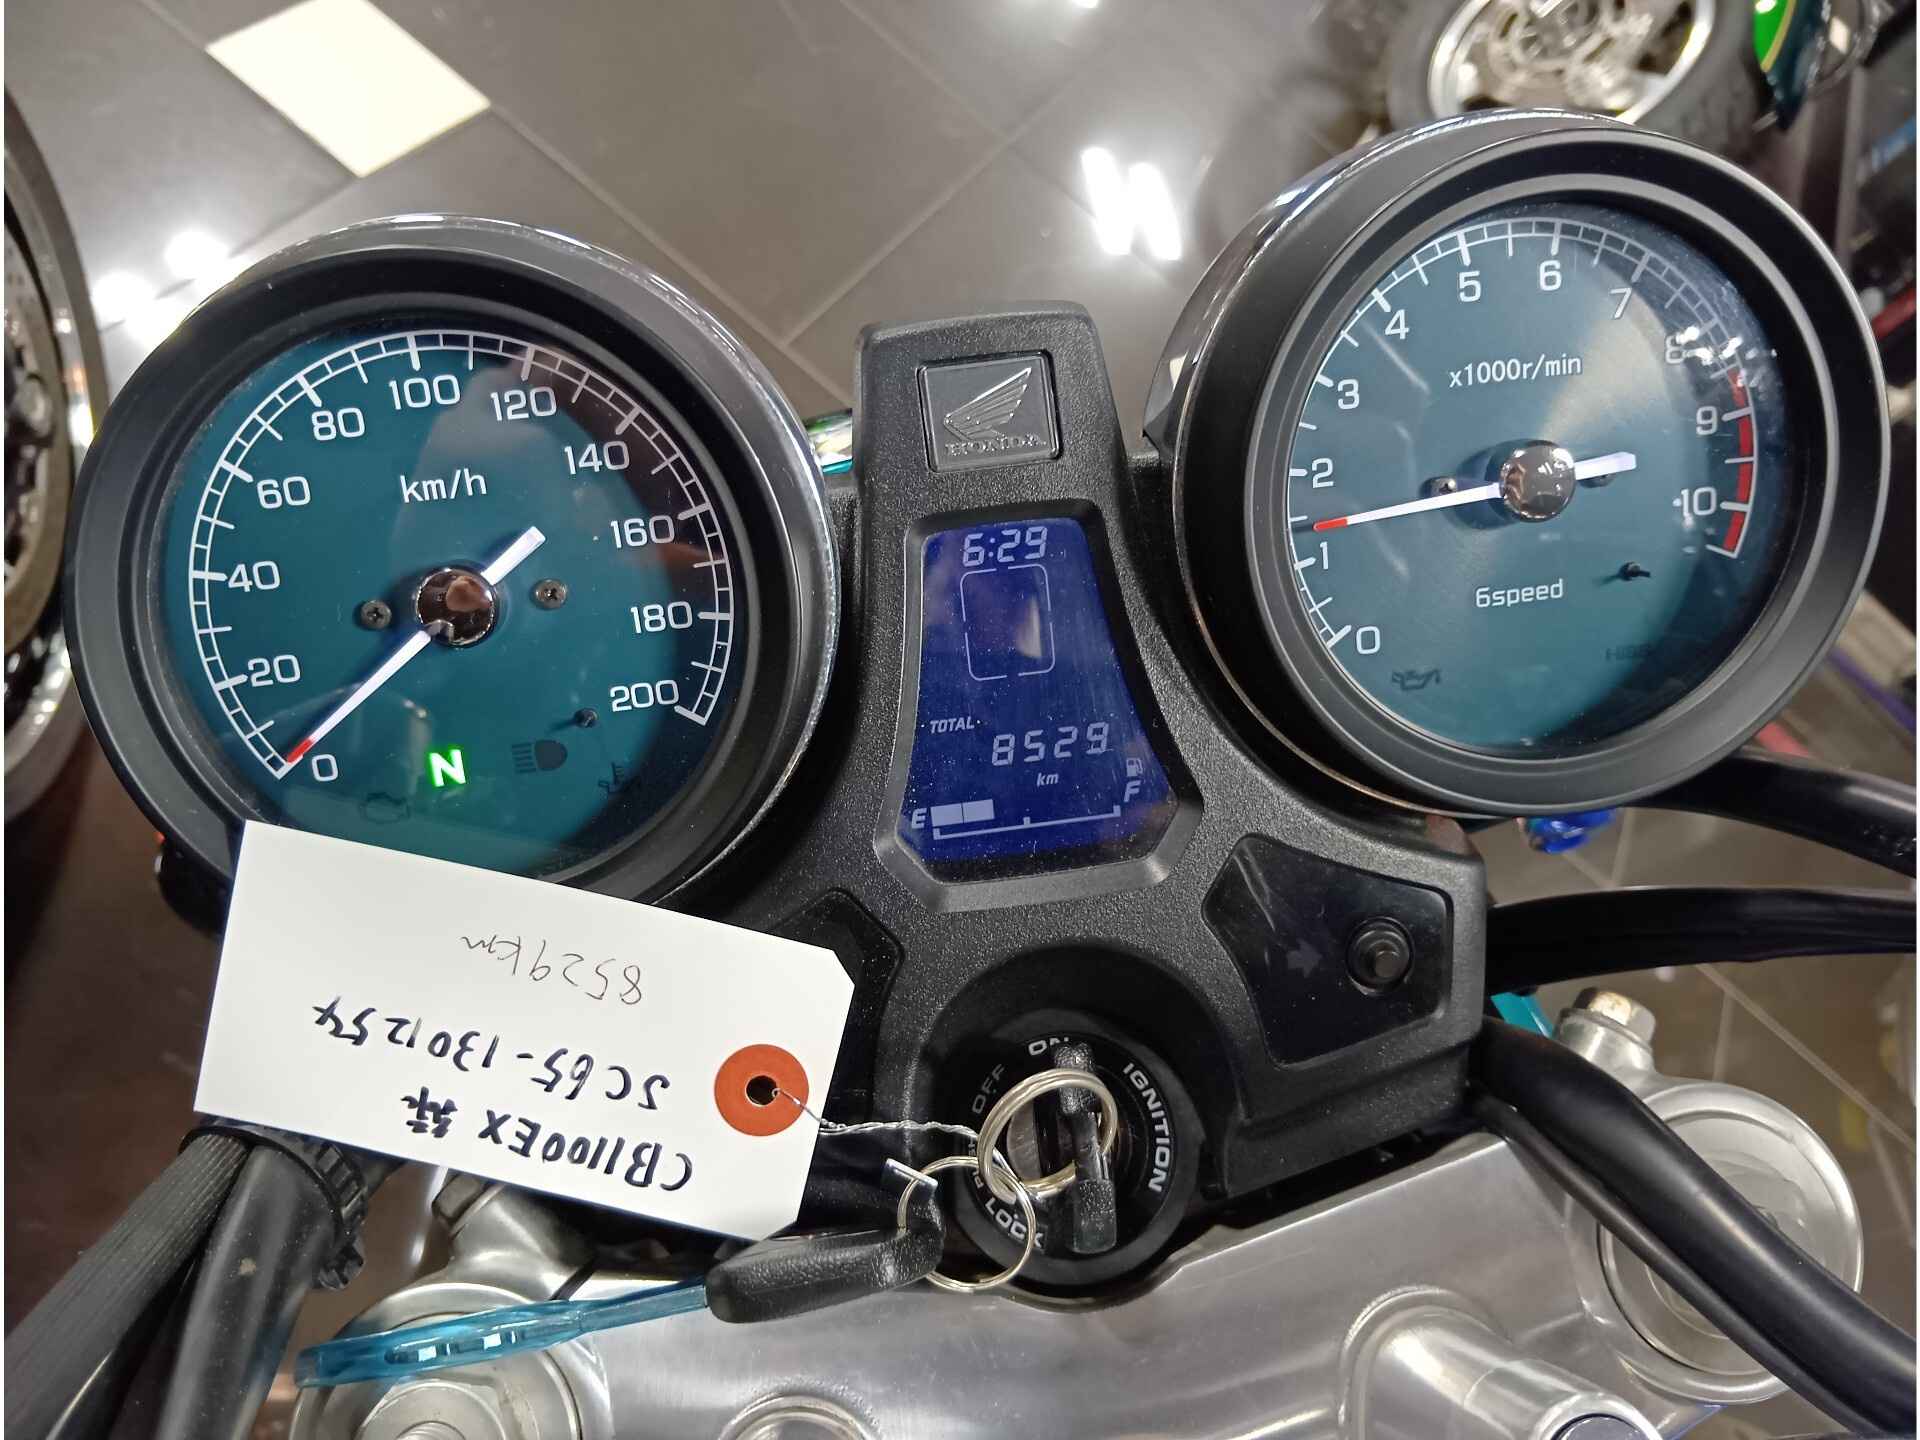 0
20
40
60
80
100
120
140
160
180
200
km/h
N
HONDA
6:29
TOTAL
8529
km
E
F
0
1
2
3
4
5
6
7
8
9
10
x1000r/min
6speed
CB1100EX
SC65-1301254
8529km
IGNITION
ON
OFF
LOCK